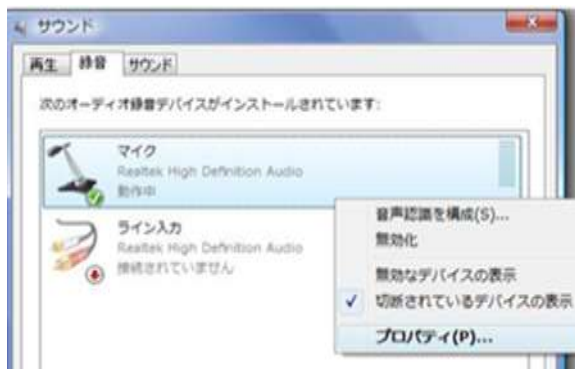 サウンド
再生 録音 サウンド
次のオーディオ録音デバイスがインストールされています:
マイク
Realtek High Definition Audio
動作中
ライン入力
Realtek High Definition Audio
接続されていません
音声認識を構成(S)...
無効化
無効なデバイスの表示
切断されているデバイスの表示
プロパティ(P)...